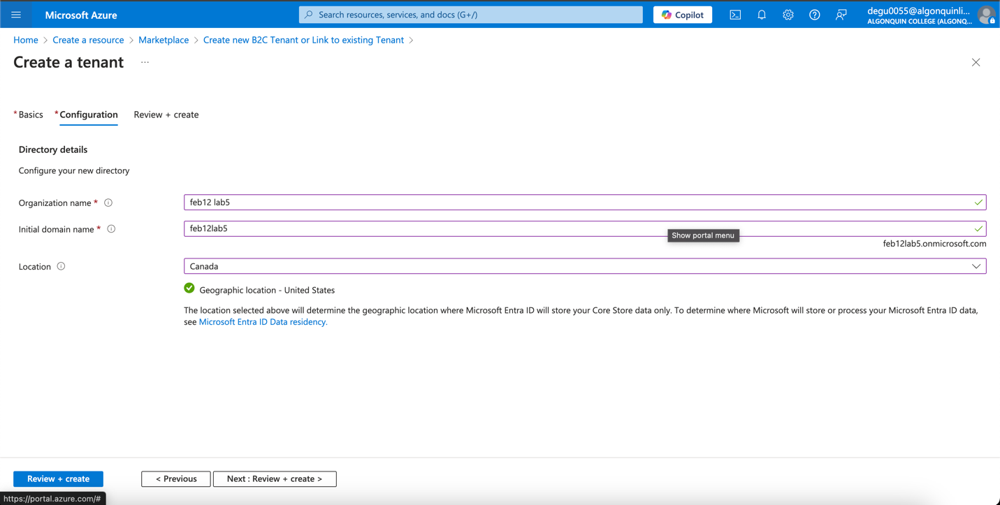 Microsoft Azure
Search resources, services, and docs (G+/)
Copilot
degu0055@algonquinli...
ALGONQUIN COLLEGE (ALGONQ...
Home > Create a resource > Marketplace > Create new B2C Tenant or Link to existing Tenant >
Create a tenant ...
* Basics * Configuration Review + create
Directory details
Configure your new directory
Organization name * feb12 lab5
Initial domain name * feb12lab5
Show portal menu
feb12lab5.onmicrosoft.com
Location Canada
Geographic location - United States
The location selected above will determine the geographic location where Microsoft Entra ID will store your Core Store data only. To determine where Microsoft will store or process your Microsoft Entra ID data,
see Microsoft Entra ID Data residency.
Review + create < Previous Next : Review + create >
https://portal.azure.com/#